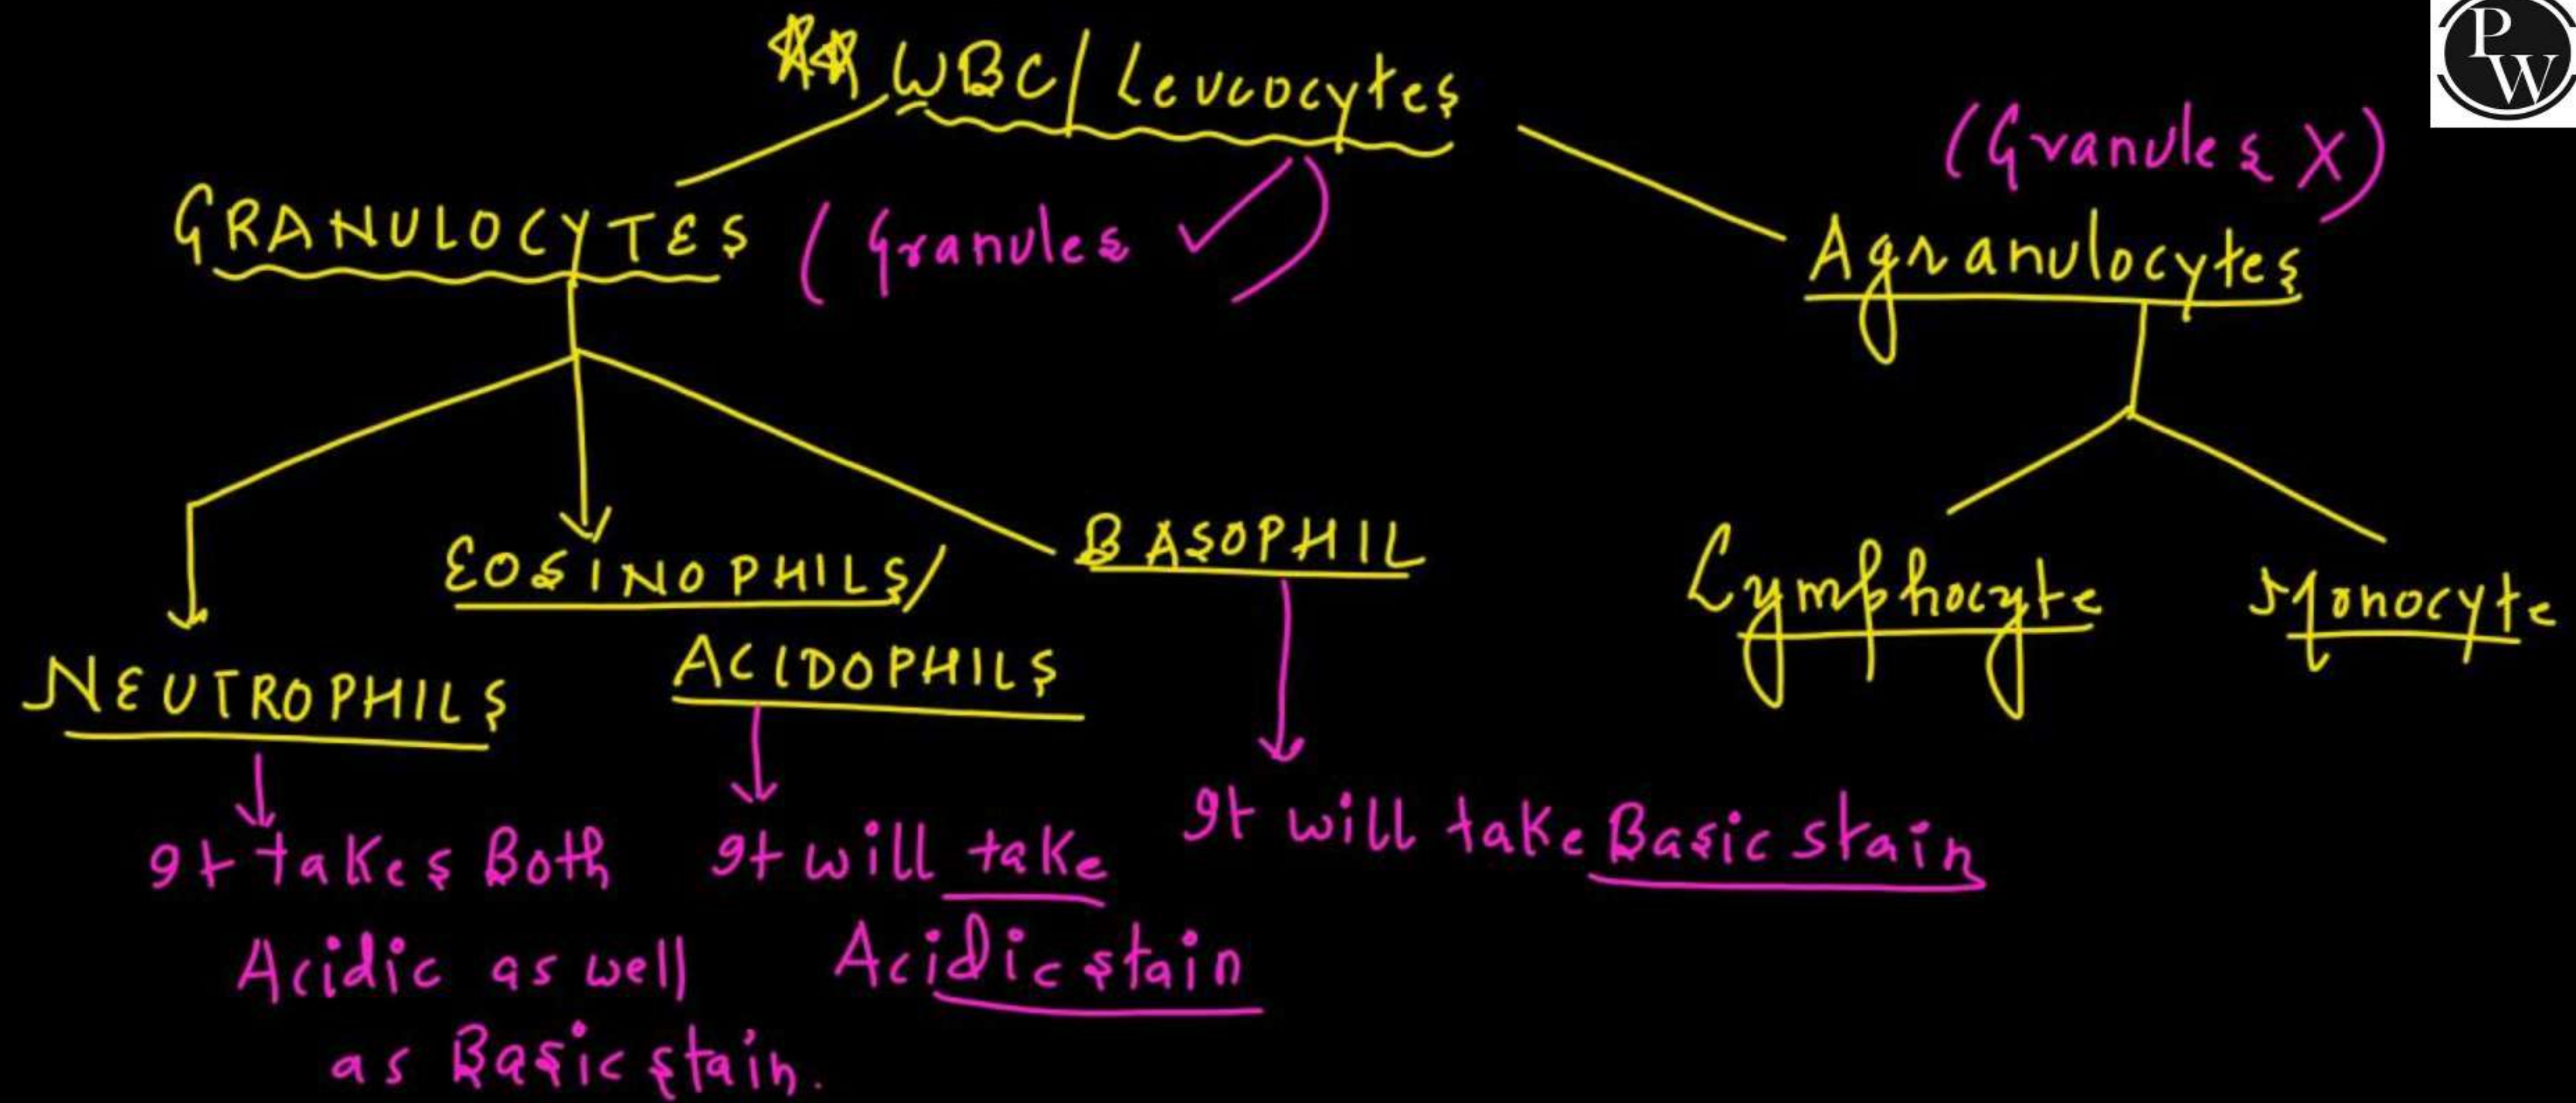 PW
WBC/Leucocytes
(Granules X)
GRANULOCYTES (Granules ✓)
Agranulocytes
NEUTROPHILS
EOSINOPHILS/
ACIDOPHILS
BASOPHIL
Lymphocyte
Monocyte
It takes Both
Acidic as well
as Basic stain.
It will take
Acidic stain
It will take Basic stain